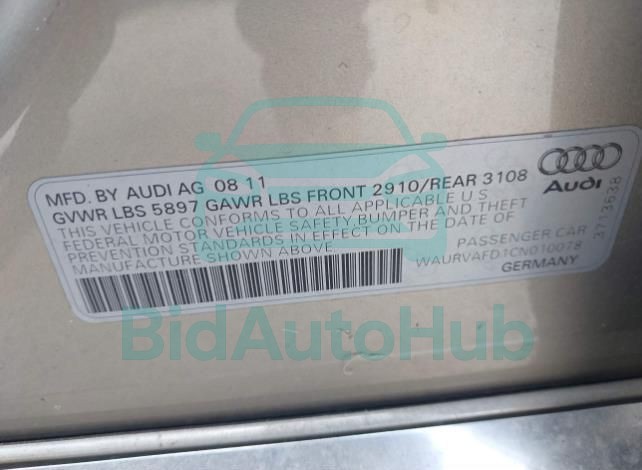 MFD. BY AUDI AG 08 11
GVWR LBS 5897 GAWR LBS FRONT 2910/REAR 3108
THIS VEHICLE CONFORMS TO ALL APPLICABLE U S
FEDERAL MOTOR VEHICLE SAFETY BUMPER AND THEFT
PREVENTION STANDARDS IN EFFECT ON THE DATE OF
MANUFACTURE SHOWN ABOVE.
PASSENGER CAR
WAURVAFD1CN010078
GERMANY
Audi
3713638
BidAutoHub